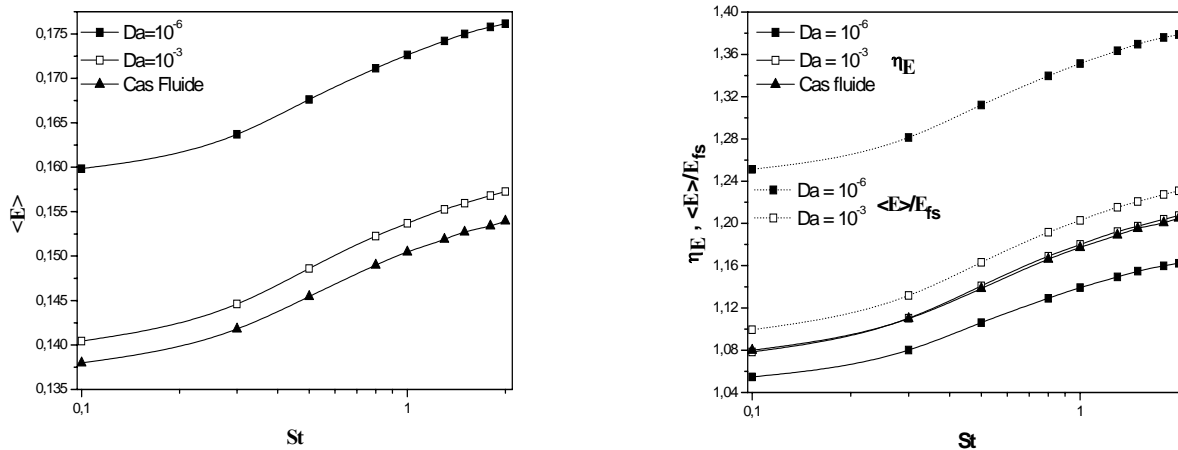 Da=10⁻⁶
Da=10⁻³
Cas Fluide
0,175
0,170
0,165
0,160
0,155
0,150
0,145
0,140
0,135
<E>
0,1
1
St
Da = 10⁻⁶
Da = 10⁻³
η_E
Cas fluide
Da = 10⁻⁶
Da = 10⁻³
<E>/E_fs
1,40
1,36
1,32
1,28
1,24
1,20
1,16
1,12
1,08
1,04
η_E , <E>/E_fs
0,1
1
St